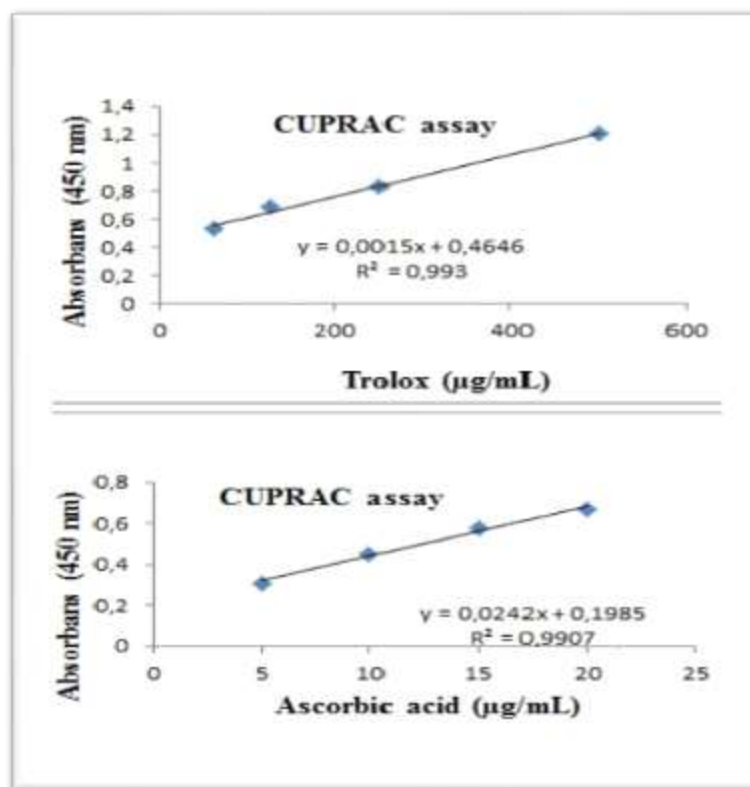 1,4
CUPRAC assay
1,2
1
0,8
0,6
0,4
0,2
0
Absorbans (450 nm)
y = 0,0015x + 0,4646
R² = 0,993
0 200 400 600
Trolox (µg/mL)
0,8
CUPRAC assay
0,6
0,4
0,2
0
Absorbans (450 nm)
y = 0,0242x + 0,1985
R² = 0,9907
0 5 10 15 20 25
Ascorbic acid (µg/mL)